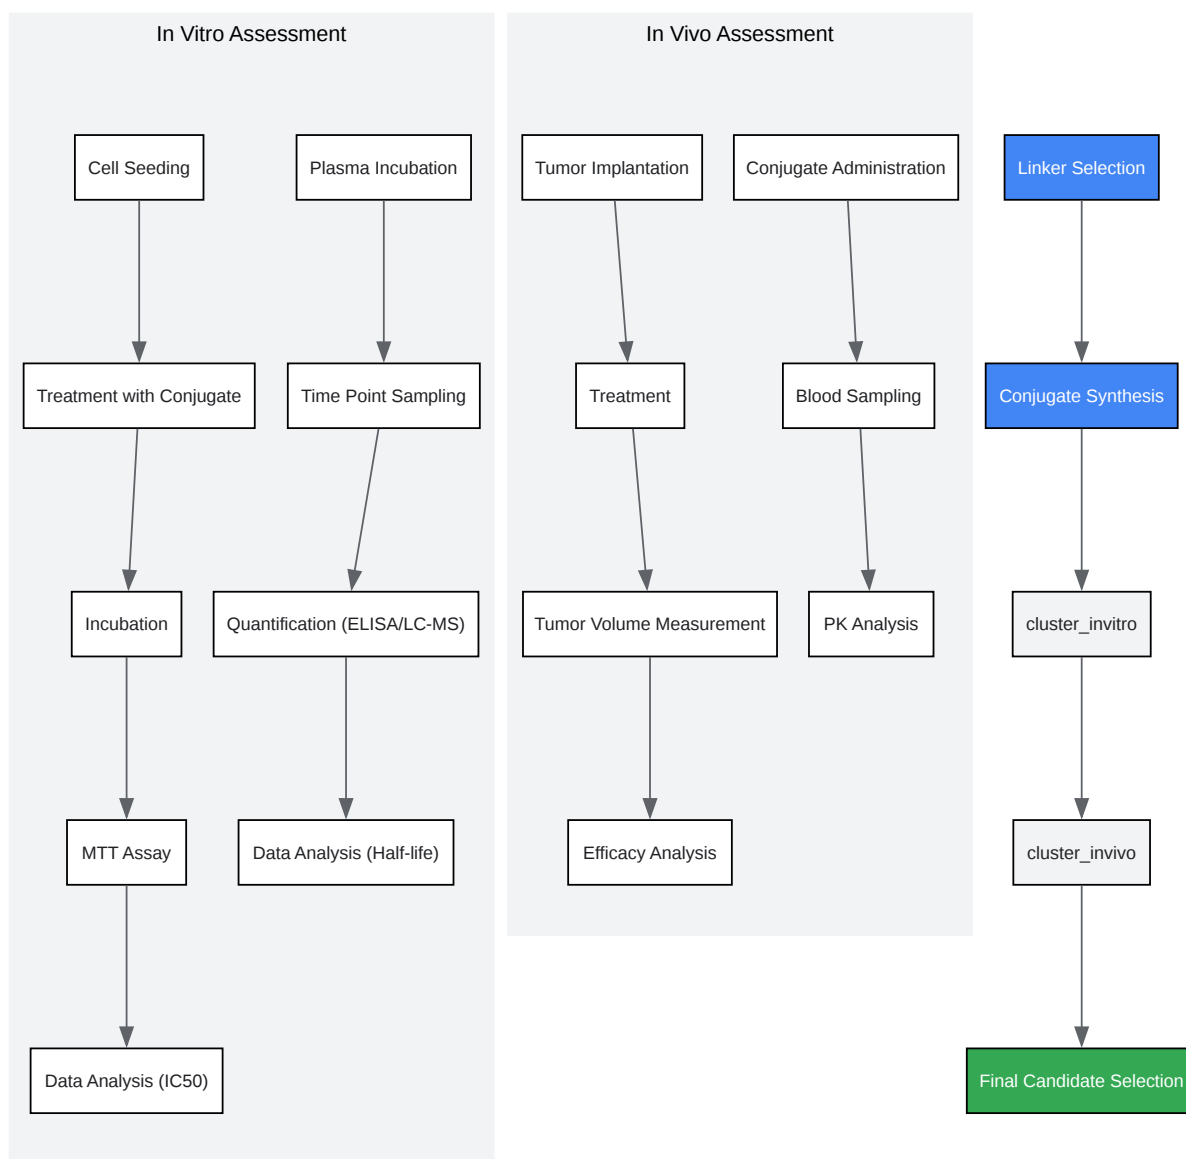 In Vitro Assessment
In Vivo Assessment
Cell Seeding
Plasma Incubation
Tumor Implantation
Conjugate Administration
Linker Selection
Treatment with Conjugate
Time Point Sampling
Treatment
Blood Sampling
Conjugate Synthesis
Incubation
Quantification (ELISA/LC-MS)
Tumor Volume Measurement
PK Analysis
cluster_invitro
MTT Assay
Data Analysis (Half-life)
Efficacy Analysis
cluster_invivo
Data Analysis (IC50)
Final Candidate Selection